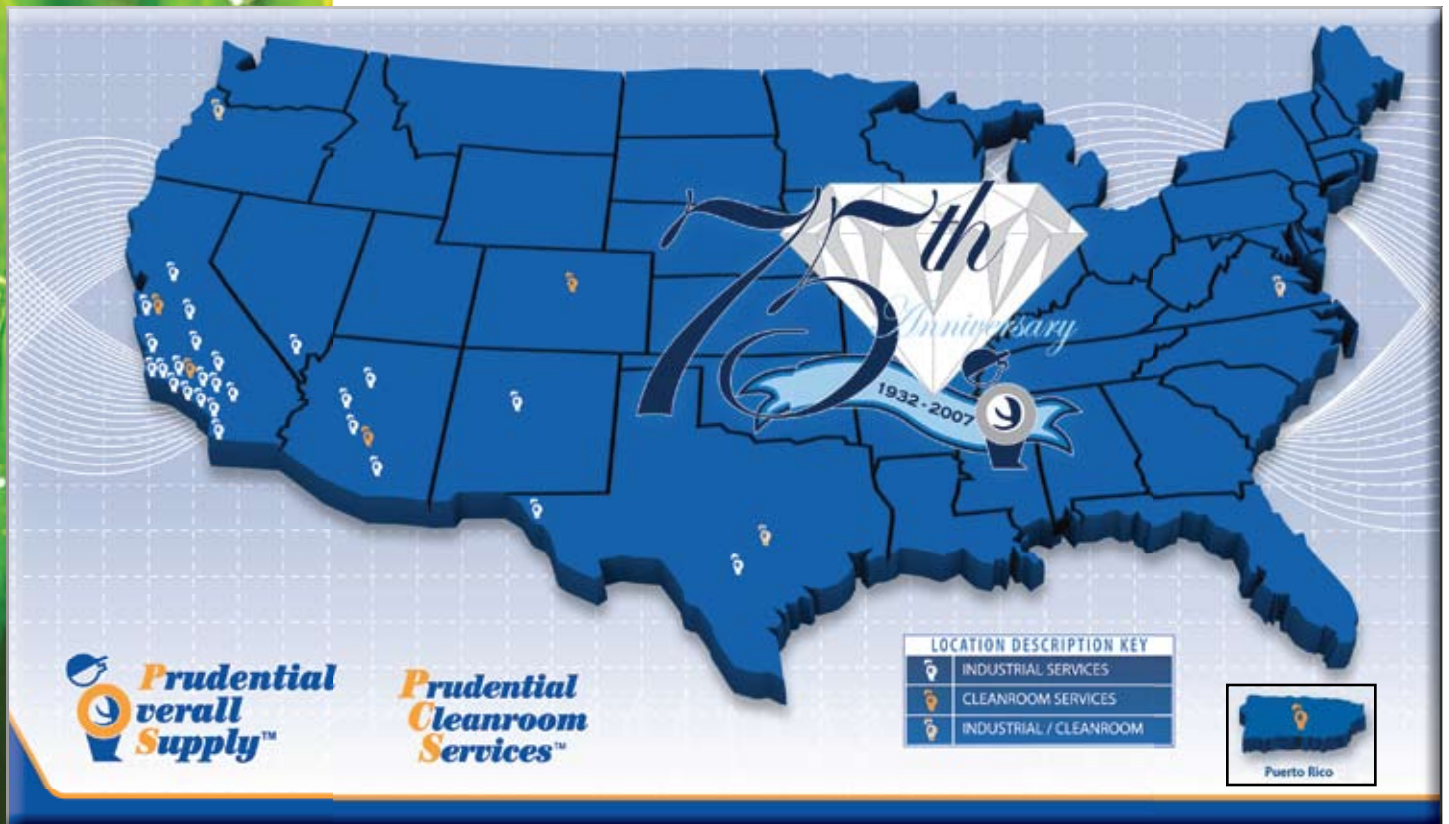 75th
Anniversary
1932 - 2007
LOCATION DESCRIPTION KEY
INDUSTRIAL SERVICES
CLEANROOM SERVICES
INDUSTRIAL / CLEANROOM
Prudential
Overall
Supply™
Prudential
Cleanroom
Services™
Puerto Rico